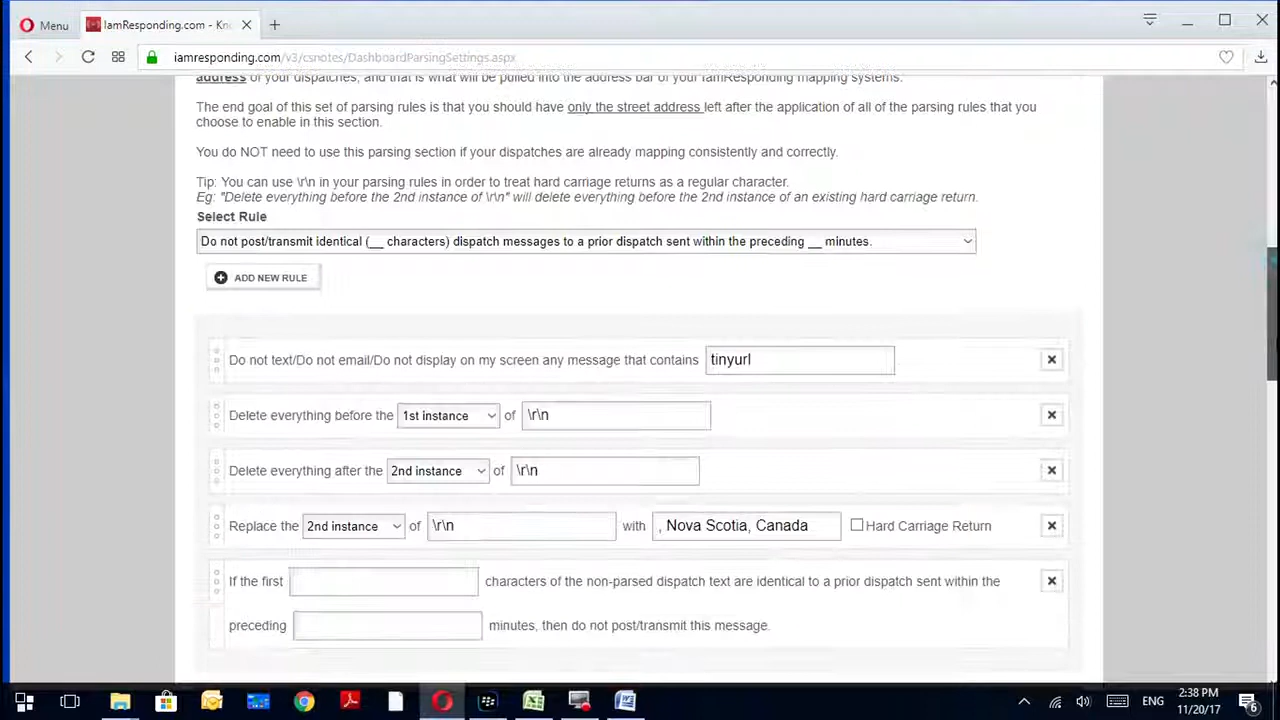 Menu
IamResponding.com - Kn
iamresponding.com/v3/csnotes/DashboardParsingSettings.aspx
address of your dispatches, and that is what will be pulled into the address bar of your IamResponding mapping systems.
The end goal of this set of parsing rules is that you should have only the street address left after the application of all of the parsing rules that you
choose to enable in this section.
You do NOT need to use this parsing section if your dispatches are already mapping consistently and correctly.
Tip: You can use \r\n in your parsing rules in order to treat hard carriage returns as a regular character.
Eg: "Delete everything before the 2nd instance of \r\n" will delete everything before the 2nd instance of an existing hard carriage return.
Select Rule
Do not post/transmit identical (__ characters) dispatch messages to a prior dispatch sent within the preceding __ minutes.
ADD NEW RULE
Do not text/Do not email/Do not display on my screen any message that contains tinyurl
Delete everything before the 1st instance of \r\n
Delete everything after the 2nd instance of \r\n
Replace the 2nd instance of \r\n with , Nova Scotia, Canada Hard Carriage Return
If the first characters of the non-parsed dispatch text are identical to a prior dispatch sent within the
preceding minutes, then do not post/transmit this message.
ENG
2:38 PM
11/20/17
6